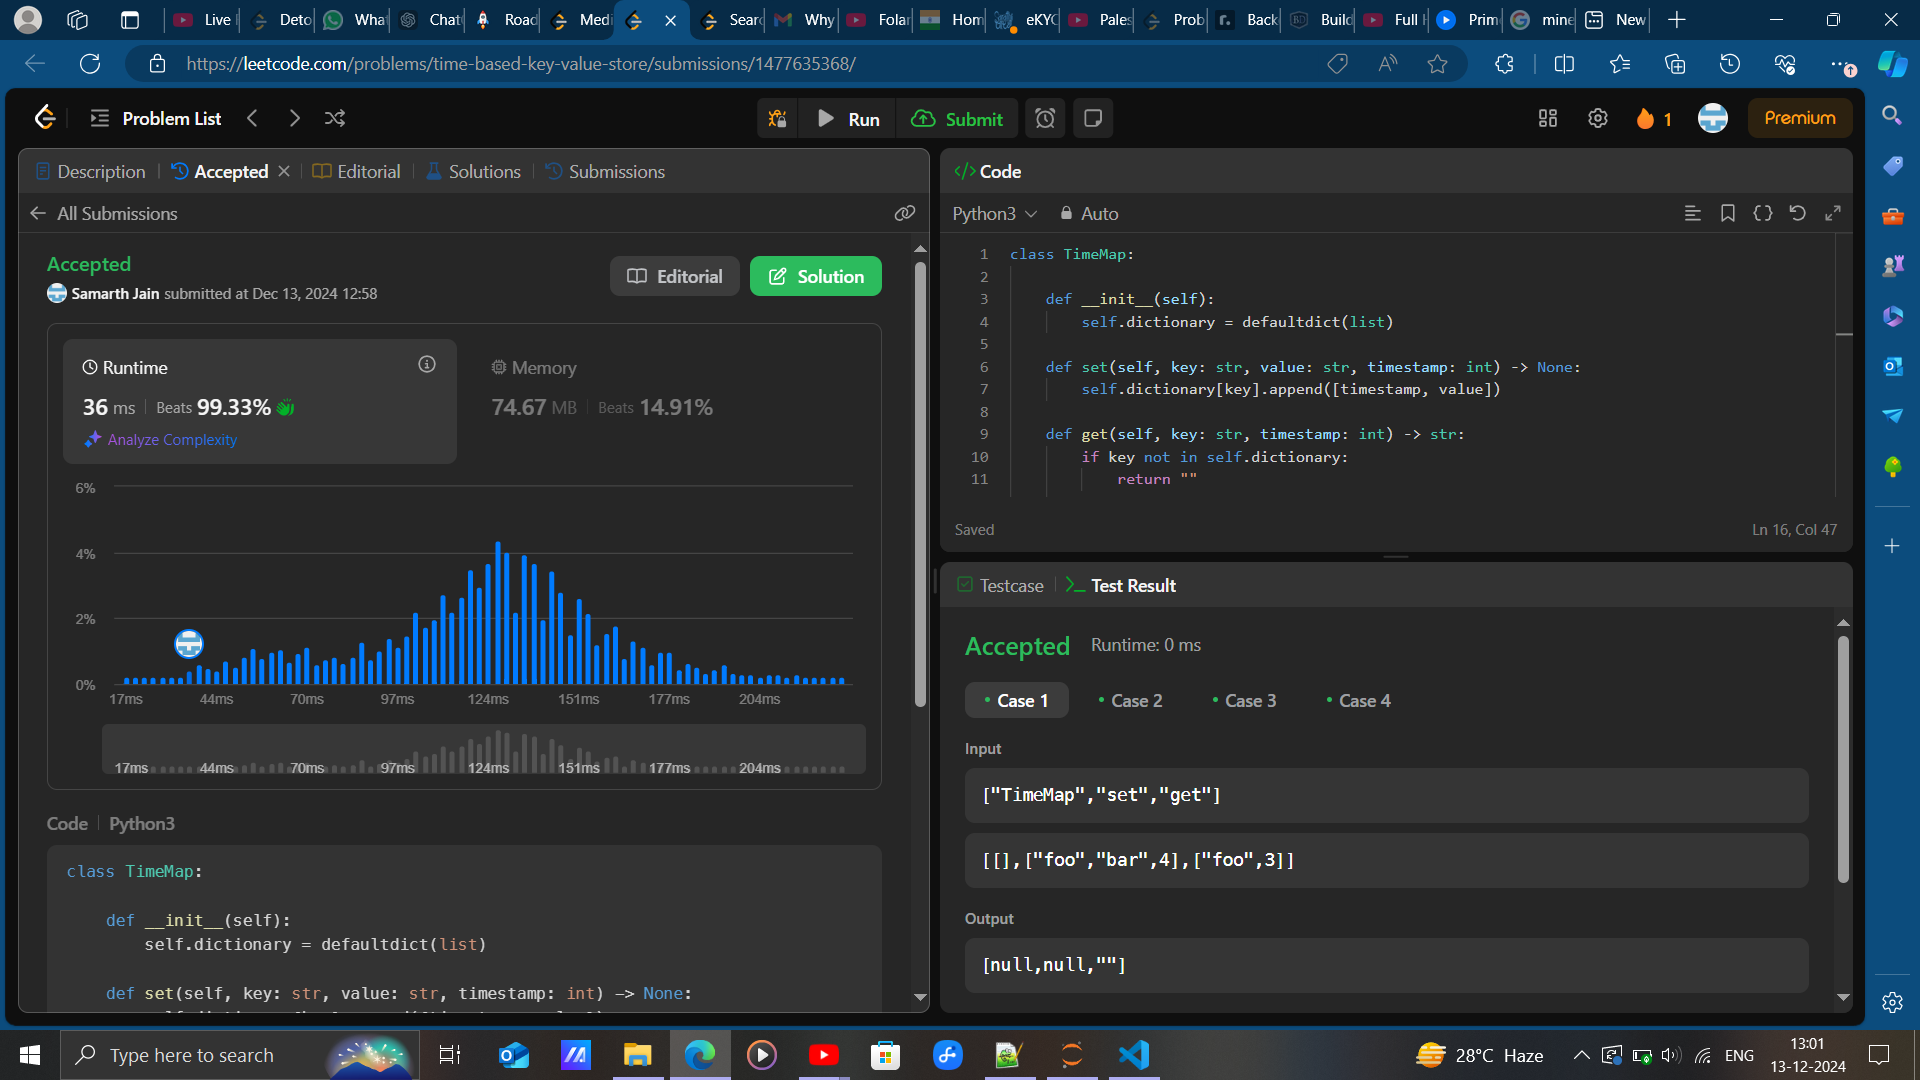 Live
Deto
What
Chat
Road
Medi
Searc
Why
Folar
Hom
eKYC
Pales
Prob
Back
Build
Full H
Prim
mine
New
https://leetcode.com/problems/time-based-key-value-store/submissions/1477635368/
Problem List
Run
Submit
1
Premium
Description
Accepted
Editorial
Solutions
Submissions
All Submissions
Accepted
Samarth Jain submitted at Dec 13, 2024 12:58
Editorial
Solution
Runtime
36 ms
Beats 99.33%
Analyze Complexity
Memory
74.67 MB
Beats 14.91%
6%
4%
2%
0%
17ms 44ms 70ms 97ms 124ms 151ms 177ms 204ms
17ms 44ms 70ms 97ms 124ms 151ms 177ms 204ms
Code
Python3
class TimeMap:
def __init__(self):
self.dictionary = defaultdict(list)
def set(self, key: str, value: str, timestamp: int) -> None:
</> Code
Python3
Auto
1 class TimeMap:
2
3 def __init__(self):
4 self.dictionary = defaultdict(list)
5
6 def set(self, key: str, value: str, timestamp: int) -> None:
7 self.dictionary[key].append([timestamp, value])
8
9 def get(self, key: str, timestamp: int) -> str:
10 if key not in self.dictionary:
11 return ""
Saved
Ln 16, Col 47
Testcase
Test Result
Accepted
Runtime: 0 ms
Case 1
Case 2
Case 3
Case 4
Input
["TimeMap","set","get"]
[[],["foo","bar",4],["foo",3]]
Output
[null,null,""]
Type here to search
28°C Haze
ENG
13:01
13-12-2024